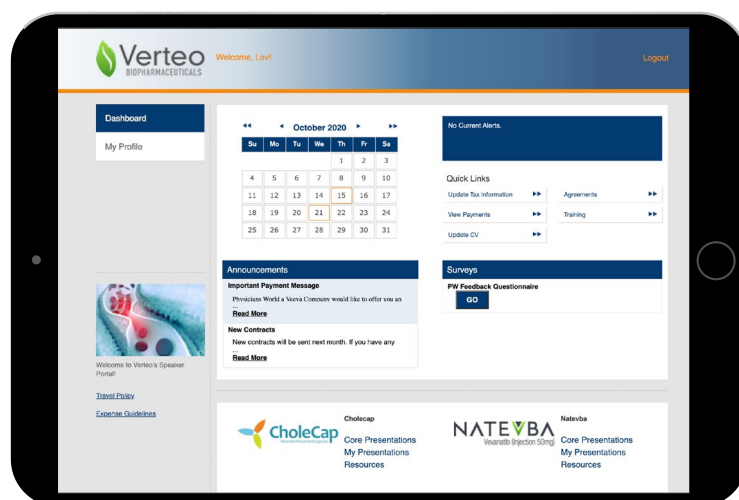 Verteo
BIOPHARMACEUTICALS
Welcome, Lev!
Logout
Dashboard
My Profile
October 2020
Su Mo Tu We Th Fr Sa
1 2 3
4 5 6 7 8 9 10
11 12 13 14 15 16 17
18 19 20 21 22 23 24
25 26 27 28 29 30 31
No Current Alerts.
Quick Links
Update Tax Information
Agreements
View Payments
Training
Update CV
Announcements
Important Payment Message
Physicians World a Veeva Company would like to offer you an
...
Read More
New Contracts
New contracts will be sent next month. If you have any
...
Read More
Surveys
PW Feedback Questionnaire
GO
Welcome to Verteo's Speaker
Portal!
Travel Policy
Expense Guidelines
CholeCap
Cholecap
Core Presentations
My Presentations
Resources
NATEVBA
Vevanatib (Injection 50mg)
Natevba
Core Presentations
My Presentations
Resources